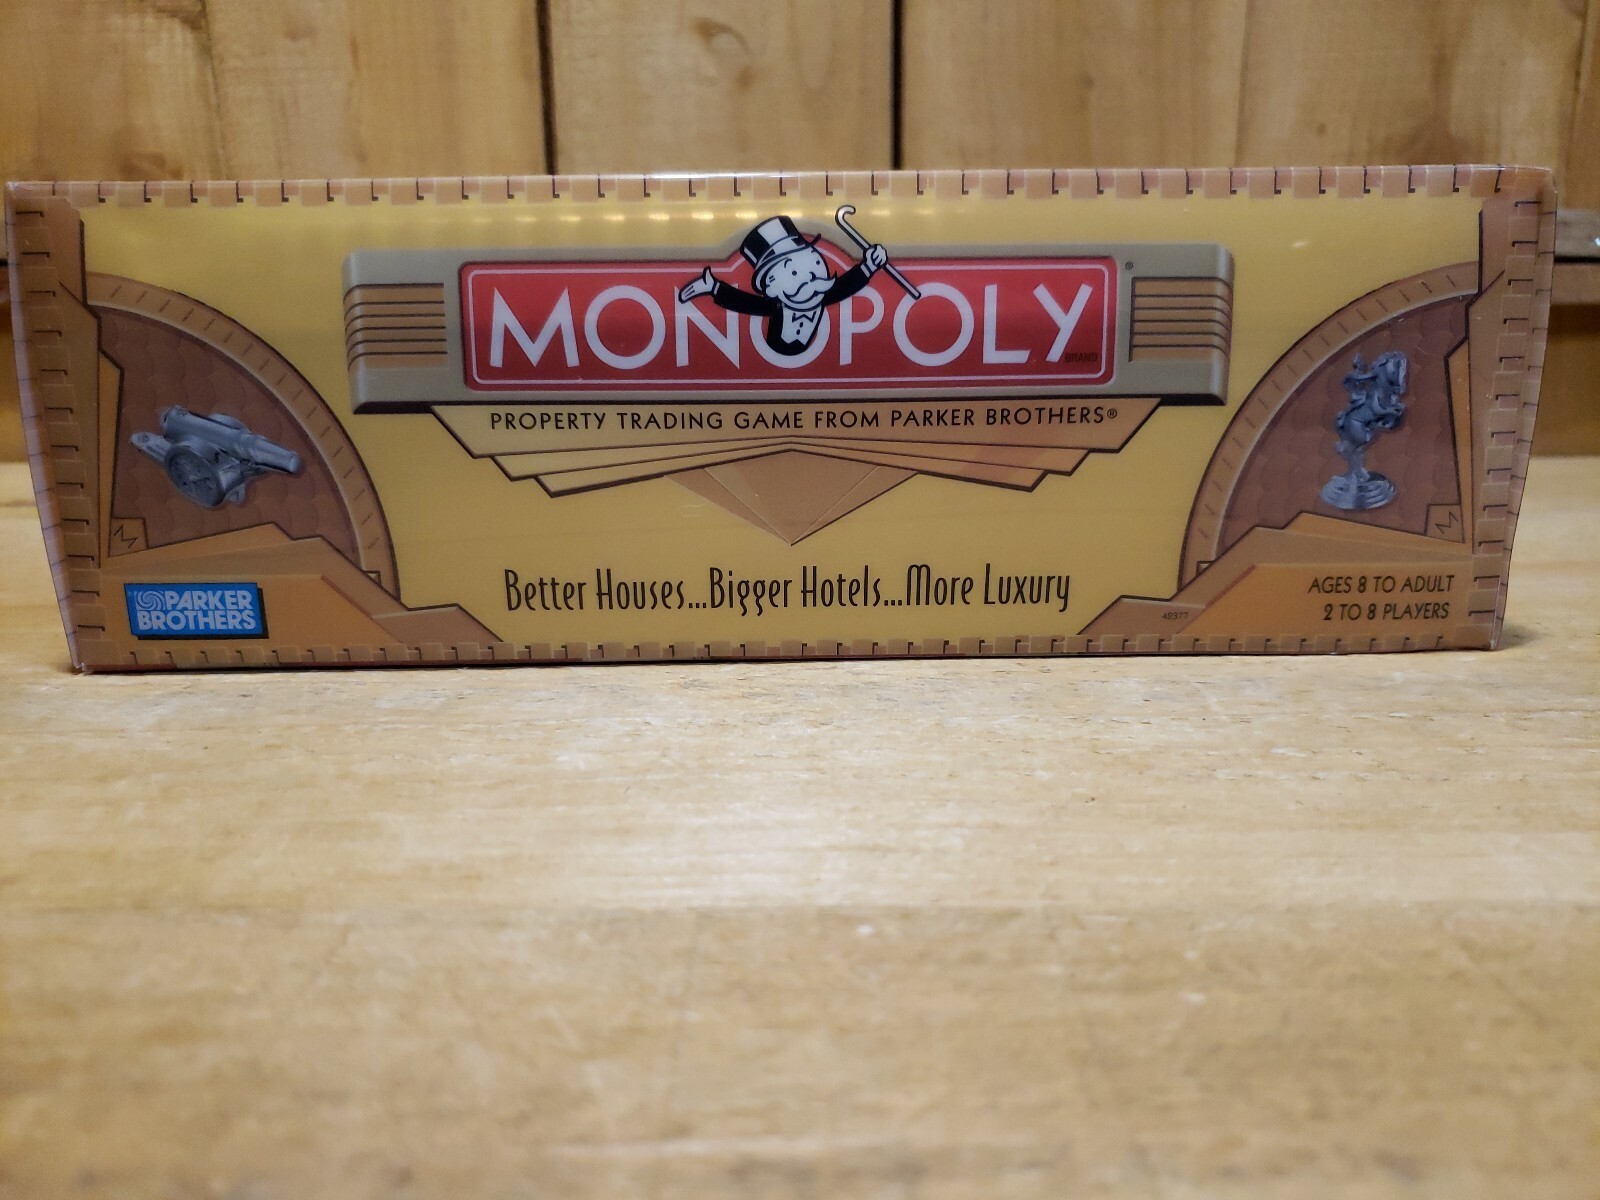 MONOPOLY®
BRAND
PROPERTY TRADING GAME FROM PARKER BROTHERS®
Better Houses...Bigger Hotels...More Luxury
M
M
PARKER
BROTHERS
AGES 8 TO ADULT
2 TO 8 PLAYERS